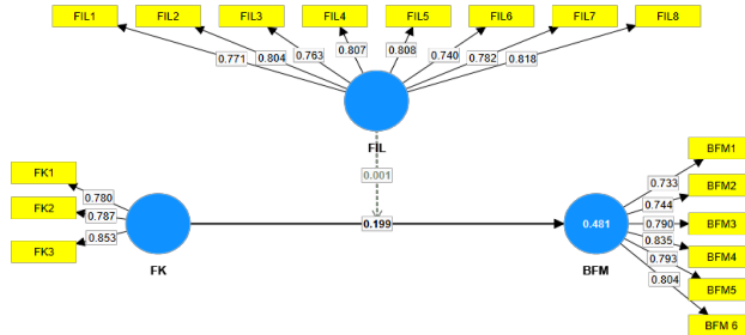 FIL1 FIL2 FIL3 FIL4 FIL5 FIL6 FIL7 FIL8
0.771 0.804 0.763 0.807 0.808 0.740 0.782 0.818
FIL
0.001
FK1
FK2
FK3
0.780
0.787
0.853
FK
0.199
0.481
BFM
0.733
0.744
0.790
0.835
0.793
0.804
BFM1
BFM2
BFM3
BFM4
BFM5
BFM 6